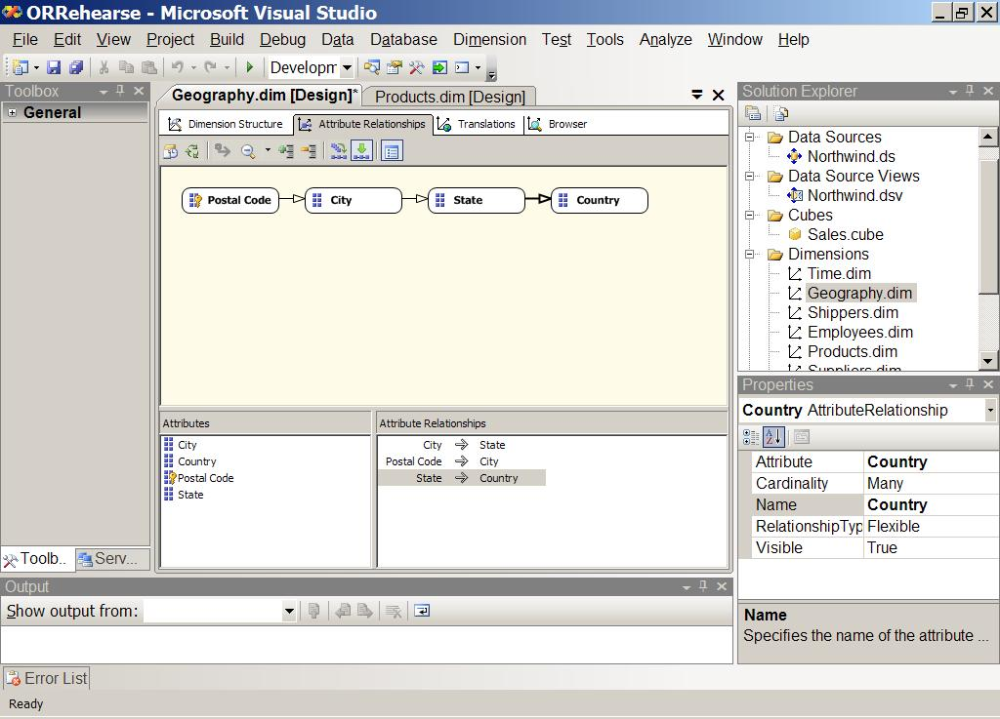 ORRehearse - Microsoft Visual Studio
File Edit View Project Build Debug Data Database Dimension Test Tools Analyze Window Help
Developm
Toolbox
General
Geography.dim [Design]* Products.dim [Design]
Dimension Structure Attribute Relationships Translations Browser
Postal Code City State Country
Attributes
City
Country
Postal Code
State
Attribute Relationships
City State
Postal Code City
State Country
Toolb.. Serv...
Solution Explorer
Data Sources
Northwind.ds
Data Source Views
Northwind.dsv
Cubes
Sales.cube
Dimensions
Time.dim
Geography.dim
Shippers.dim
Employees.dim
Products.dim
Suppliers.dim
Properties
Country AttributeRelationship
Attribute Country
Cardinality Many
Name Country
RelationshipTyp Flexible
Visible True
Name
Specifies the name of the attribute ...
Output
Show output from:
Error List
Ready